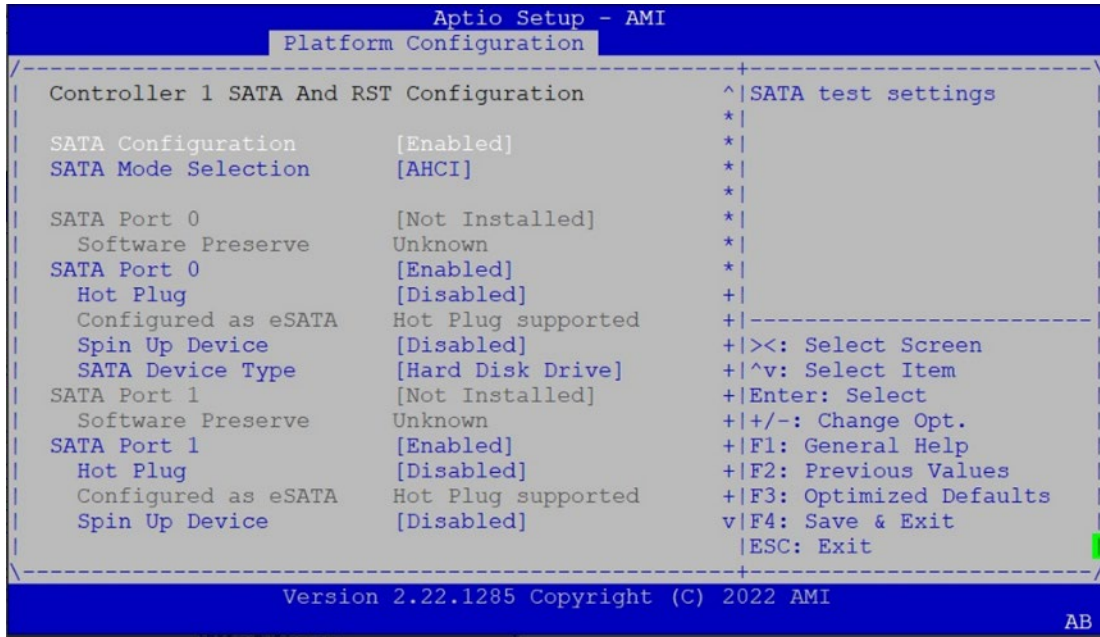 Aptio Setup - AMI
Platform Configuration
/----------------------------------------------------+-------------------------\
| Controller 1 SATA And RST Configuration ^|SATA test settings |
| *| |
| SATA Configuration [Enabled] *| |
| SATA Mode Selection [AHCI] *| |
| *| |
| SATA Port 0 [Not Installed] *| |
| Software Preserve Unknown *| |
| SATA Port 0 [Enabled] *| |
| Hot Plug [Disabled] +| |
| Configured as eSATA Hot Plug supported +|-------------------------|
| Spin Up Device [Disabled] +|><: Select Screen |
| SATA Device Type [Hard Disk Drive] +|^v: Select Item |
| SATA Port 1 [Not Installed] +|Enter: Select |
| Software Preserve Unknown +|+/-: Change Opt. |
| SATA Port 1 [Enabled] +|F1: General Help |
| Hot Plug [Disabled] +|F2: Previous Values |
| Configured as eSATA Hot Plug supported +|F3: Optimized Defaults |
| Spin Up Device [Disabled] v|F4: Save & Exit |
| |ESC: Exit
\----------------------------------------------------+-------------------------/
Version 2.22.1285 Copyright (C) 2022 AMI
AB